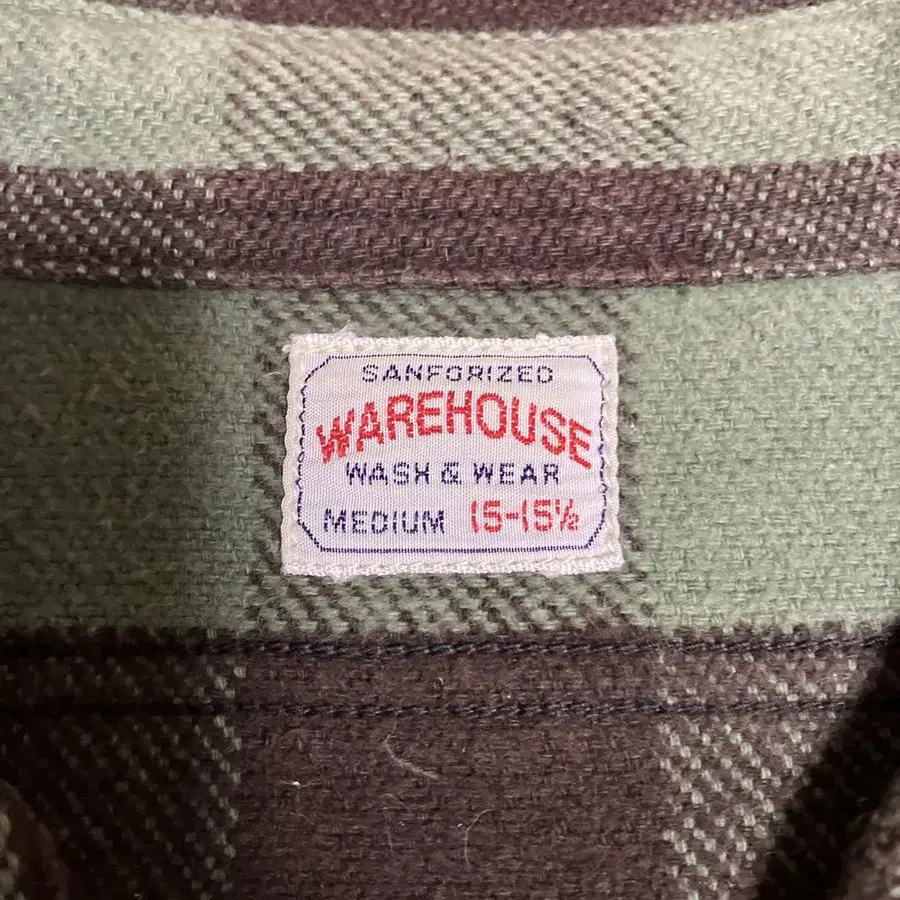 SANFORIZED
WAREHOUSE
WASH & WEAR
MEDIUM 15-15½